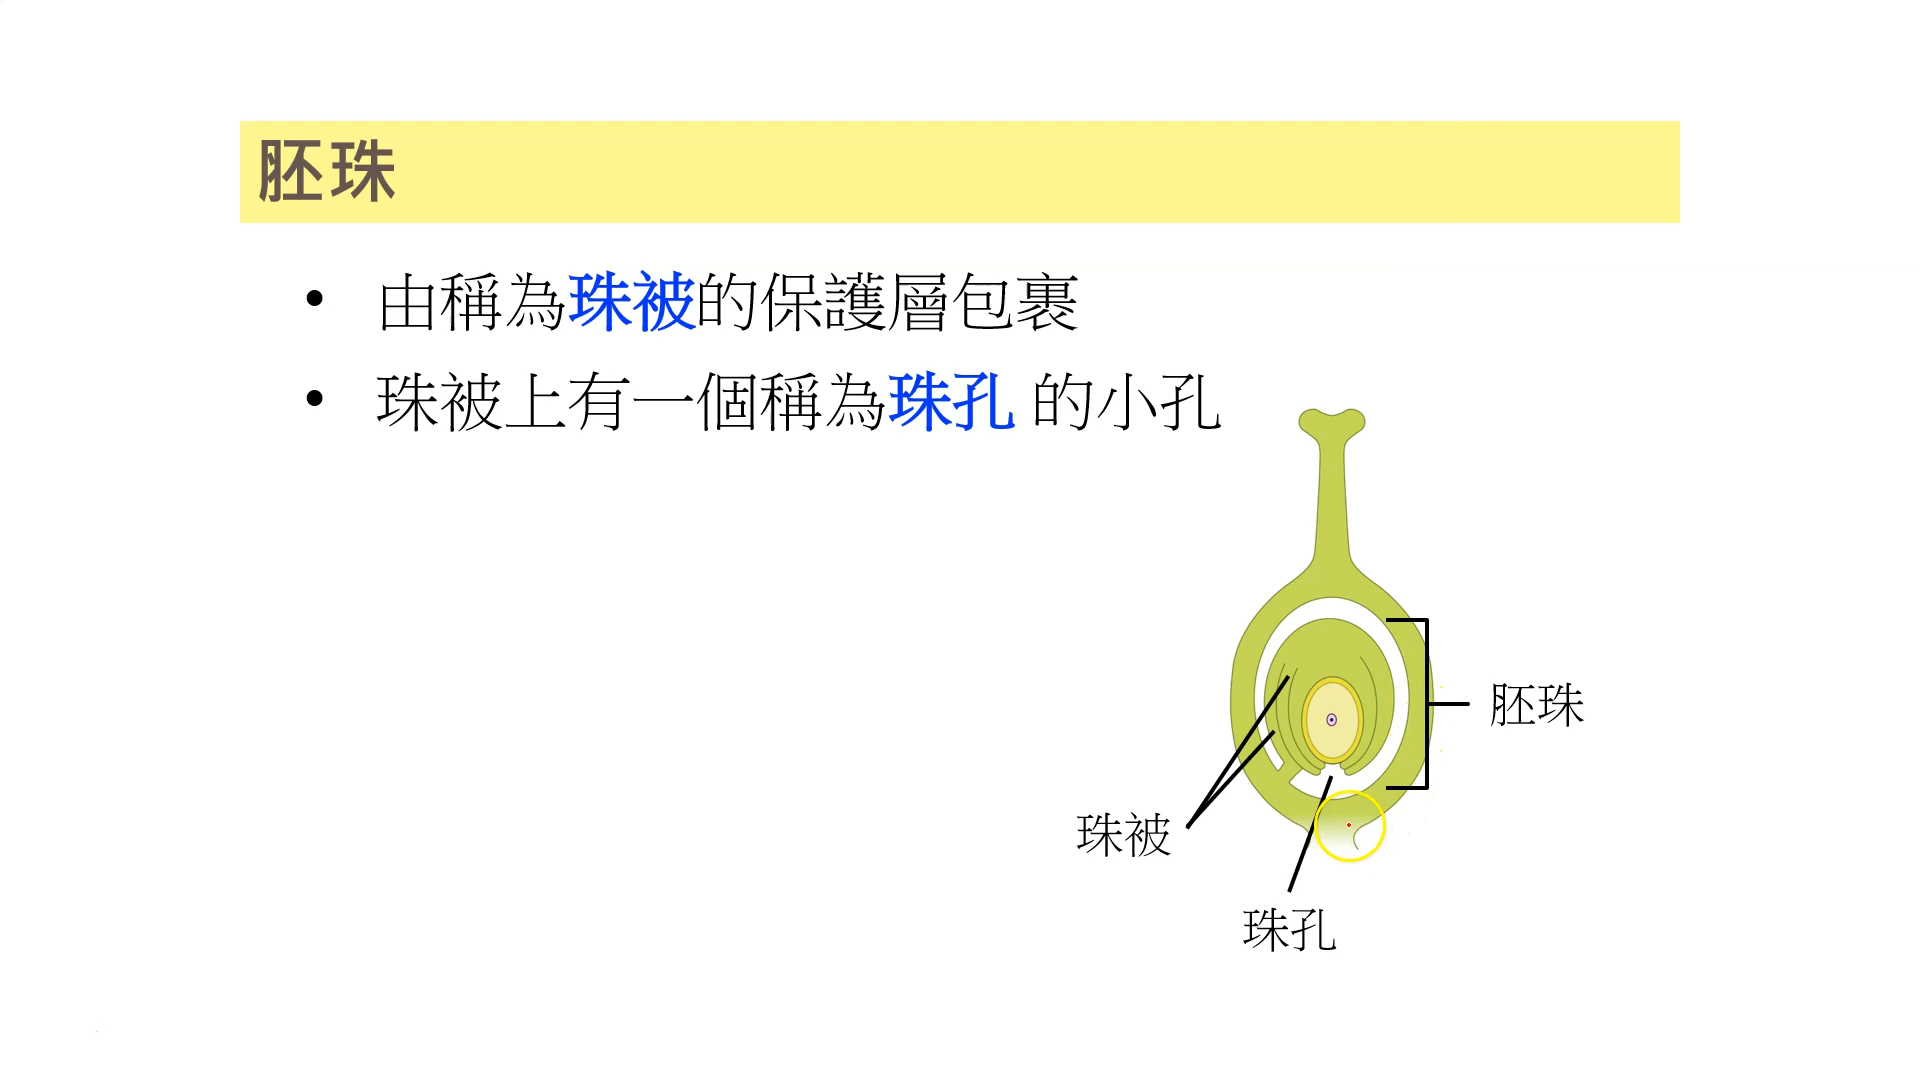 胚珠
• 由稱為珠被的保護層包裹
• 珠被上有一個稱為珠孔 的小孔
胚珠
珠被
珠孔